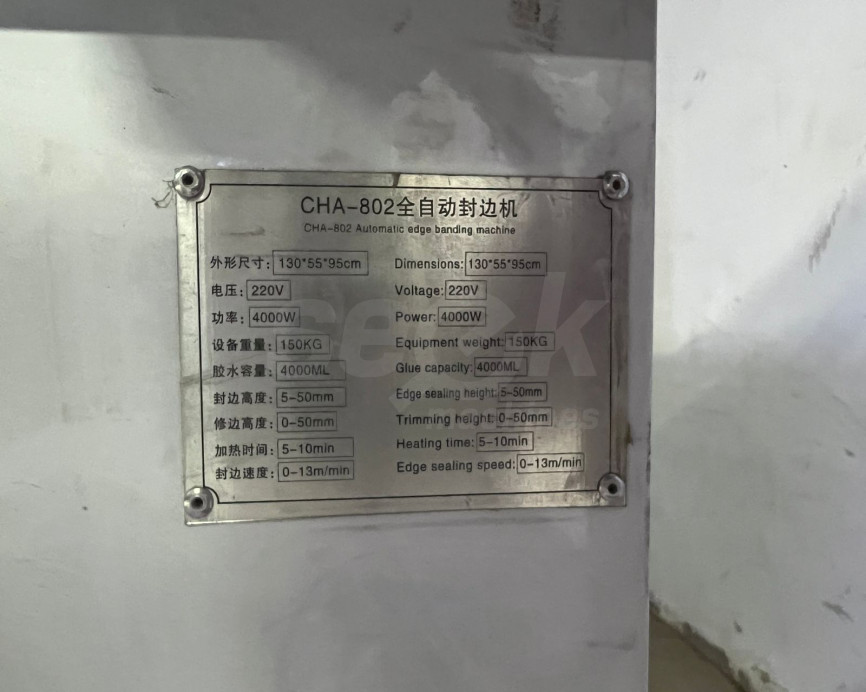 CHA-802全自动封边机
CHA-802 Automatic edge banding machine
外形尺寸: 130*55*95cm Dimensions: 130*55*95cm
电压: 220V Voltage: 220V
功率: 4000W Power: 4000W
设备重量: 150KG Equipment weight: 150KG
胶水容量: 4000ML Glue capacity: 4000ML
封边高度: 5-50mm Edge sealing height: 5-50mm
修边高度: 0-50mm Trimming height: 0-50mm
加热时间: 5-10min Heating time: 5-10min
封边速度: 0-13m/min Edge sealing speed: 0-13m/min